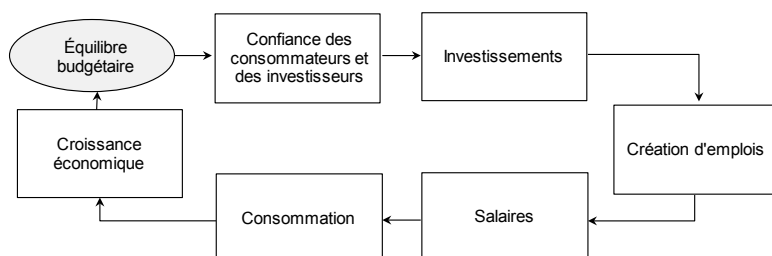 Équilibre
budgétaire
Confiance des
consommateurs et
des investisseurs
Investissements
Création d'emplois
Salaires
Consommation
Croissance
économique